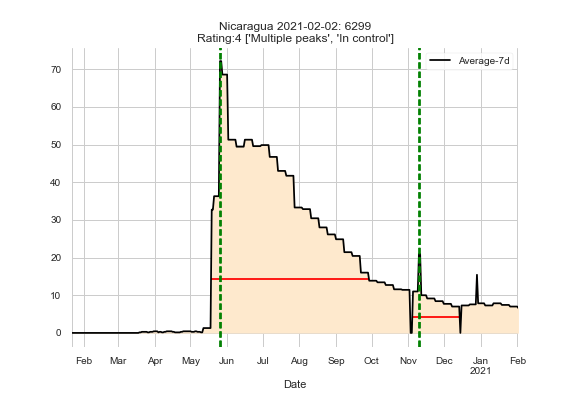 Nicaragua 2021-02-02: 6299
Rating:4 ['Multiple peaks', 'In control']
Average-7d
70
60
50
40
30
20
10
0
Feb Mar Apr May Jun Jul Aug Sep Oct Nov Dec Jan Feb
2021
Date